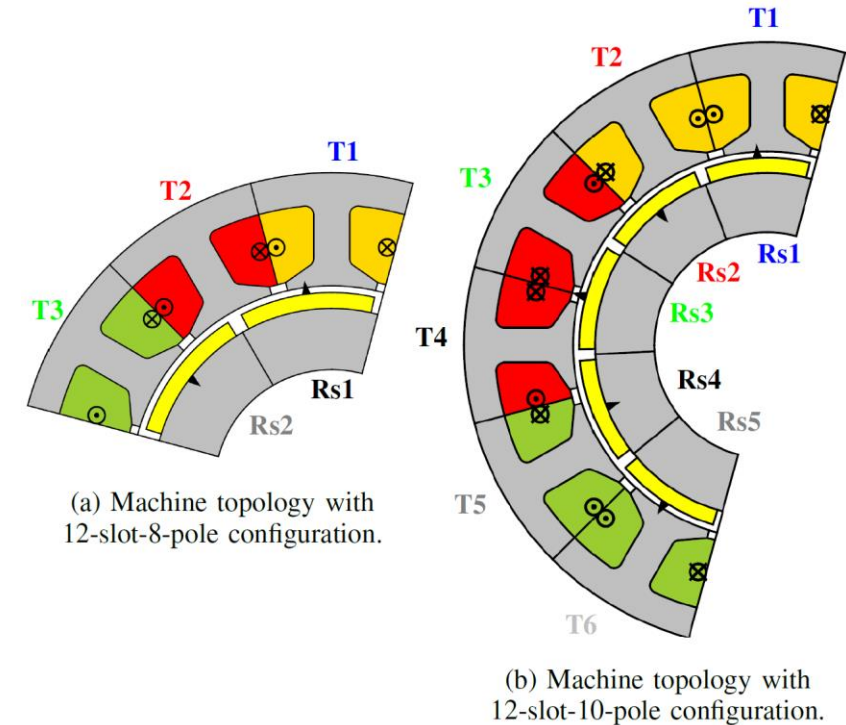 T1
T2
T3
Rs1
Rs2
(a) Machine topology with
12-slot-8-pole configuration.
T1
T2
T3
T4
T5
T6
Rs1
Rs2
Rs3
Rs4
Rs5
(b) Machine topology with
12-slot-10-pole configuration.